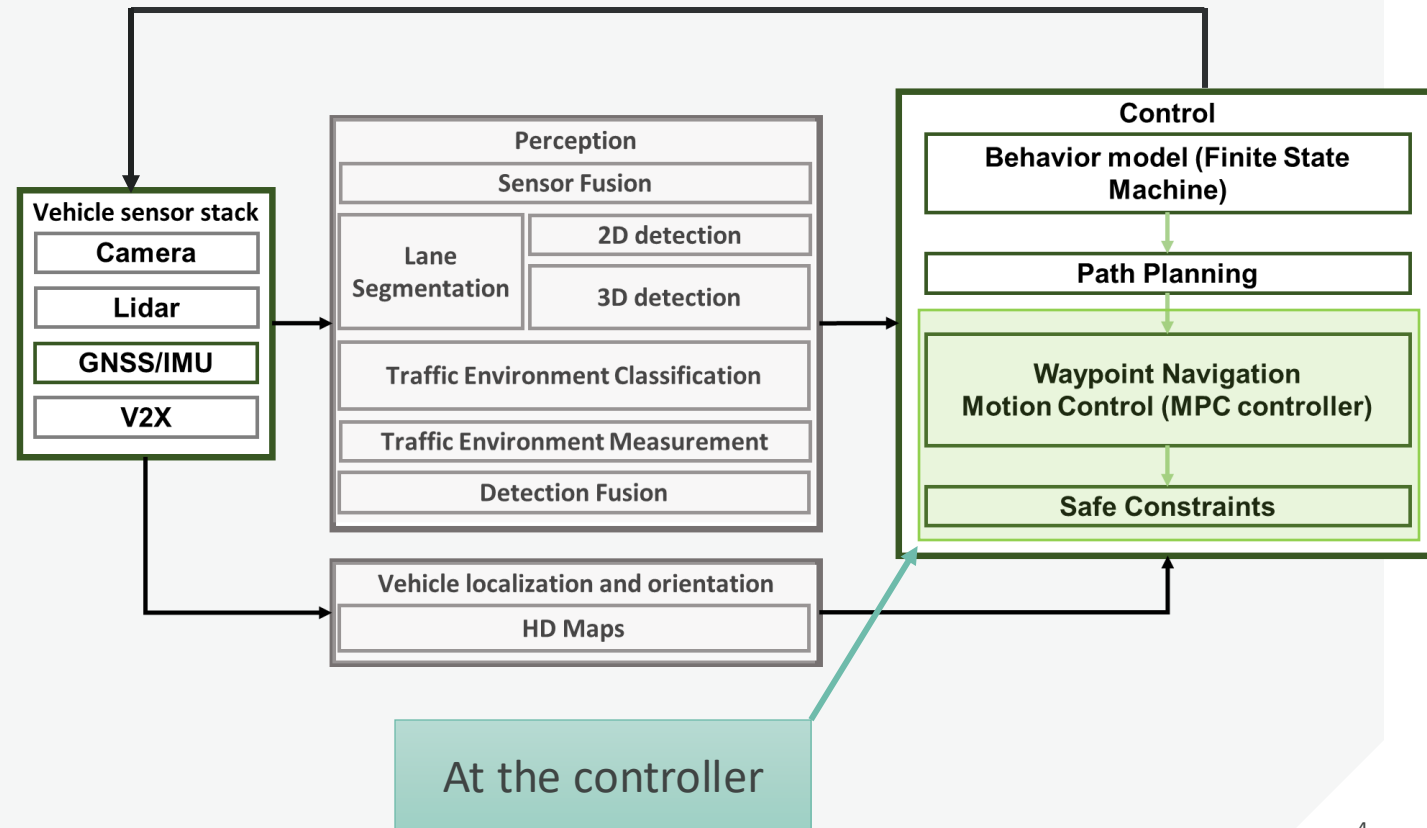 Vehicle sensor stack
Camera
Lidar
GNSS/IMU
V2X
Perception
Sensor Fusion
Lane
Segmentation
2D detection
3D detection
Traffic Environment Classification
Traffic Environment Measurement
Detection Fusion
Vehicle localization and orientation
HD Maps
Control
Behavior model (Finite State
Machine)
Path Planning
Waypoint Navigation
Motion Control (MPC controller)
Safe Constraints
At the controller